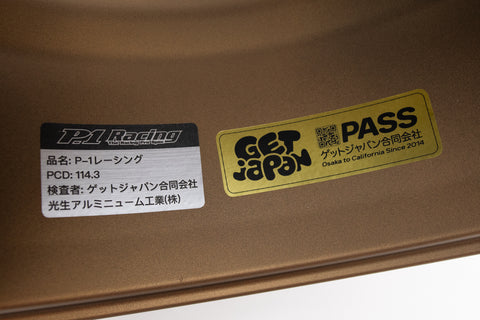 P.1 Racing
品名: P-1レーシング
PCD: 114.3
検査者: ゲットジャパン合同会社
光生アルミニューム工業(株)
GET
JAPAN
PASS
ゲットジャパン合同会社
Osaka to California Since 2014